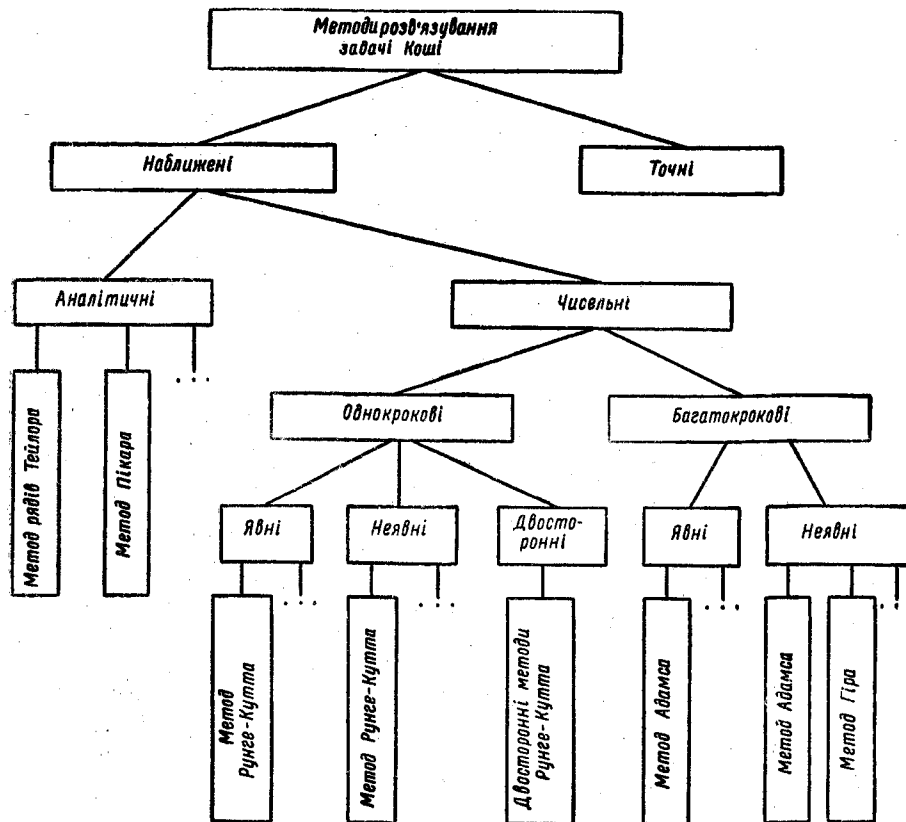 Методи розв'язування
задачі Коші
Наближені
Точні
Аналітичні
Чисельні
...
Однокрокові
Багатокрокові
Метод рядів Тейлора
Метод Пікара
Явні
Неявні
Двосто-
ронні
Явні
Неявні
...
...
...
...
Метод
Рунге-Кутта
Метод Рунге-Кутта
Двосторонні методи
Рунге-Кутта
Метод Адамса
Метод Адамса
Метод Гіра